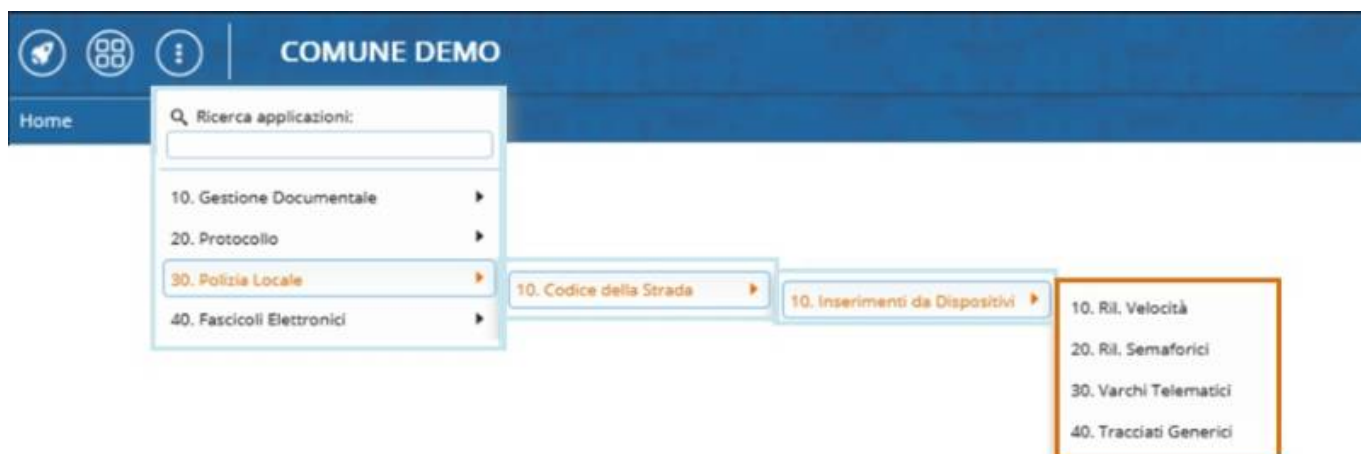 COMUNE DEMO
Home
Ricerca applicazioni:
10. Gestione Documentale
20. Protocollo
30. Polizia Locale
40. Fascicoli Elettronici
10. Codice della Strada
10. Inserimenti da Dispositivi
10. Ril. Velocità
20. Ril. Semaforici
30. Varchi Telematici
40. Tracciati Generici